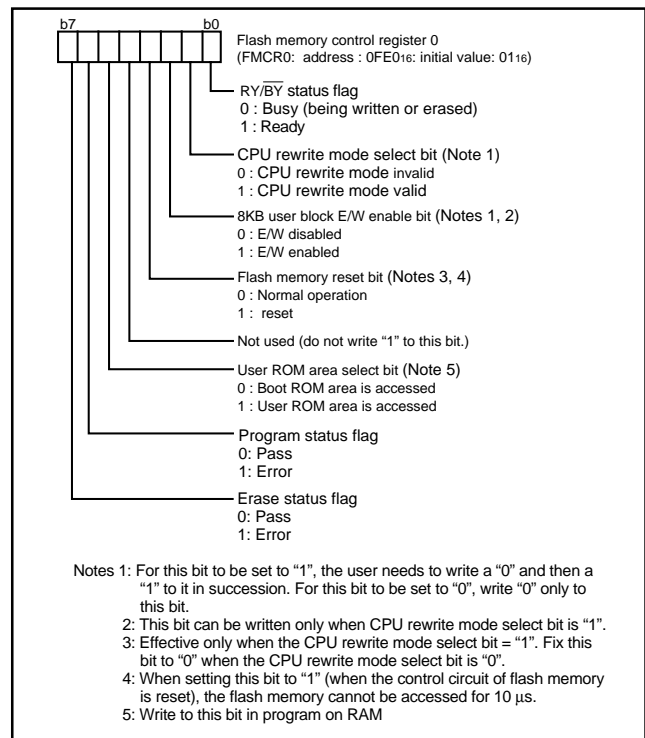 b7 b0
Flash memory control register 0
(FMCR0: address : 0FE016: initial value: 0116)
RY/BY status flag
0 : Busy (being written or erased)
1 : Ready
CPU rewrite mode select bit (Note 1)
0 : CPU rewrite mode invalid
1 : CPU rewrite mode valid
8KB user block E/W enable bit (Notes 1, 2)
0 : E/W disabled
1 : E/W enabled
Flash memory reset bit (Notes 3, 4)
0 : Normal operation
1 : reset
Not used (do not write “1” to this bit.)
User ROM area select bit (Note 5)
0 : Boot ROM area is accessed
1 : User ROM area is accessed
Program status flag
0: Pass
1: Error
Erase status flag
0: Pass
1: Error
Notes 1: For this bit to be set to “1”, the user needs to write a “0” and then a
“1” to it in succession. For this bit to be set to “0”, write “0” only to
this bit.
2: This bit can be written only when CPU rewrite mode select bit is “1”.
3: Effective only when the CPU rewrite mode select bit = “1”. Fix this
bit to “0” when the CPU rewrite mode select bit is “0”.
4: When setting this bit to “1” (when the control circuit of flash memory
is reset), the flash memory cannot be accessed for 10 μs.
5: Write to this bit in program on RAM